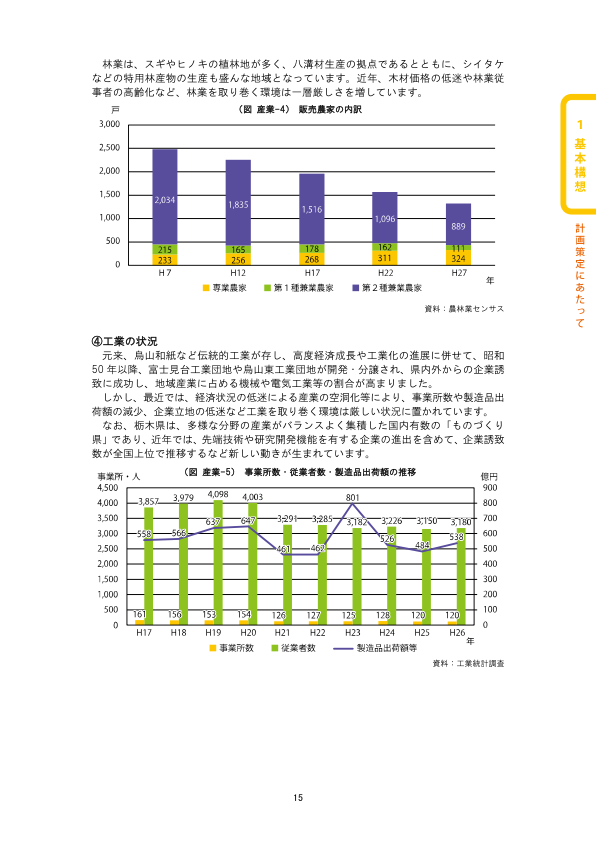 林業は、スギやヒノキの植林地が多く、八溝材生産の拠点であるとともに、シイタケ
などの特用林産物の生産も盛んな地域となっています。近年、木材価格の低迷や林業従
事者の高齢化など、林業を取り巻く環境は一層厳しさを増しています。
戸
（図 産業-4） 販売農家の内訳
3,000
2,500
2,000
1,500
1,000
500
0
2,034
1,835
1,516
1,096
889
215
165
178
162
111
233
256
268
311
324
H７
H12
H17
H22
H27
年
専業農家
第１種兼業農家
第２種兼業農家
資料：農林業センサス
④工業の状況
元来、烏山和紙など伝統的工業が存し、高度経済成長や工業化の進展に併せて、昭和
50 年以降、富士見台工業団地や烏山東工業団地が開発・分譲され、県内外からの企業誘
致に成功し、地域産業に占める機械や電気工業等の割合が高まりました。
しかし、最近では、経済状況の低迷による産業の空洞化等により、事業所数や製造品出
荷額の減少、企業立地の低迷など工業を取り巻く環境は厳しい状況に置かれています。
なお、栃木県は、多様な分野の産業がバランスよく集積した国内有数の「ものづくり
県」であり、近年では、先端技術や研究開発機能を有する企業の進出を含めて、企業誘致
数が全国上位で推移するなど新しい動きが生まれています。
（図 産業-5） 事業所数・従業者数・製造品出荷額の推移
事業所・人
億円
4,500
4,000
3,500
3,000
2,500
2,000
1,500
1,000
500
0
900
800
700
600
500
400
300
200
100
0
3,857
3,979
4,098
4,003
3,291
3,285
3,182
3,226
3,150
3,180
558
566
637
647
461
462
801
526
484
538
161
156
153
154
126
127
125
128
120
120
H17
H18
H19
H20
H21
H22
H23
H24
H25
H26
年
事業所数
従業者数
製造品出荷額等
資料：工業統計調査
1 基本構想
計画策定にあたって
15